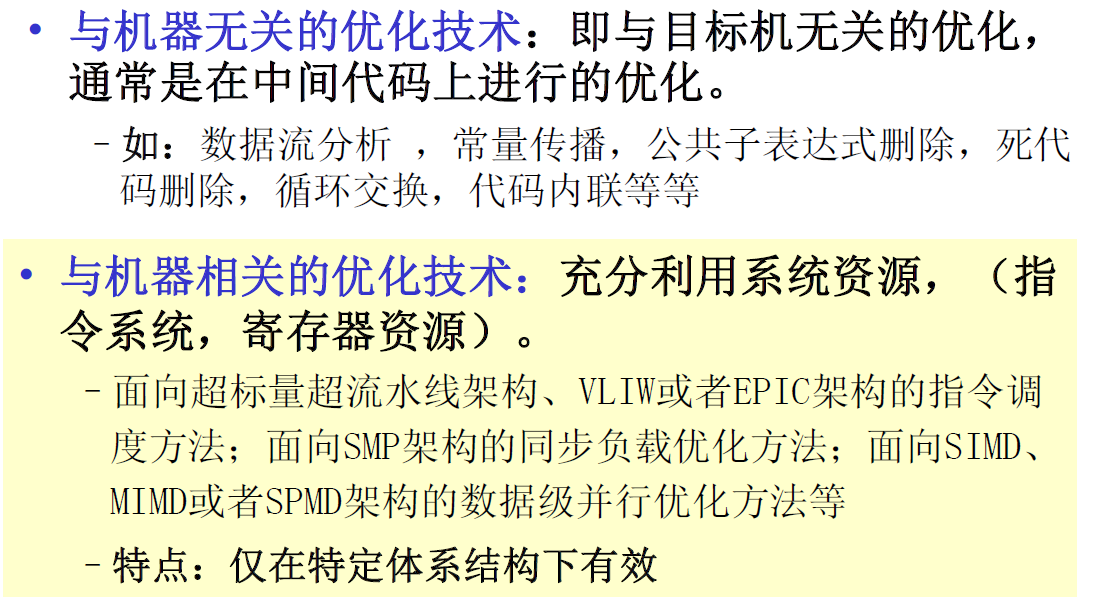 • 与机器无关的优化技术：即与目标机无关的优化，
通常是在中间代码上进行的优化。
– 如：数据流分析 ，常量传播，公共子表达式删除，死代
码删除，循环交换，代码内联等等
• 与机器相关的优化技术：充分利用系统资源，（指
令系统，寄存器资源）。
– 面向超标量超流水线架构、VLIW或者EPIC架构的指令调
度方法；面向SMP架构的同步负载优化方法；面向SIMD、
MIMD或者SPMD架构的数据级并行优化方法等
– 特点：仅在特定体系结构下有效